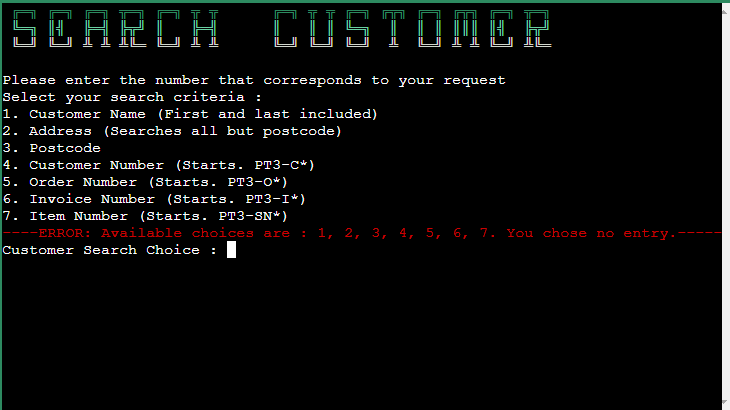 SEARCH CUSTOMER
Please enter the number that corresponds to your request
Select your search criteria :
1. Customer Name (First and last included)
2. Address (Searches all but postcode)
3. Postcode
4. Customer Number (Starts. PT3-C*)
5. Order Number (Starts. PT3-O*)
6. Invoice Number (Starts. PT3-I*)
7. Item Number (Starts. PT3-SN*)
----ERROR: Available choices are : 1, 2, 3, 4, 5, 6, 7. You chose no entry.-----
Customer Search Choice :